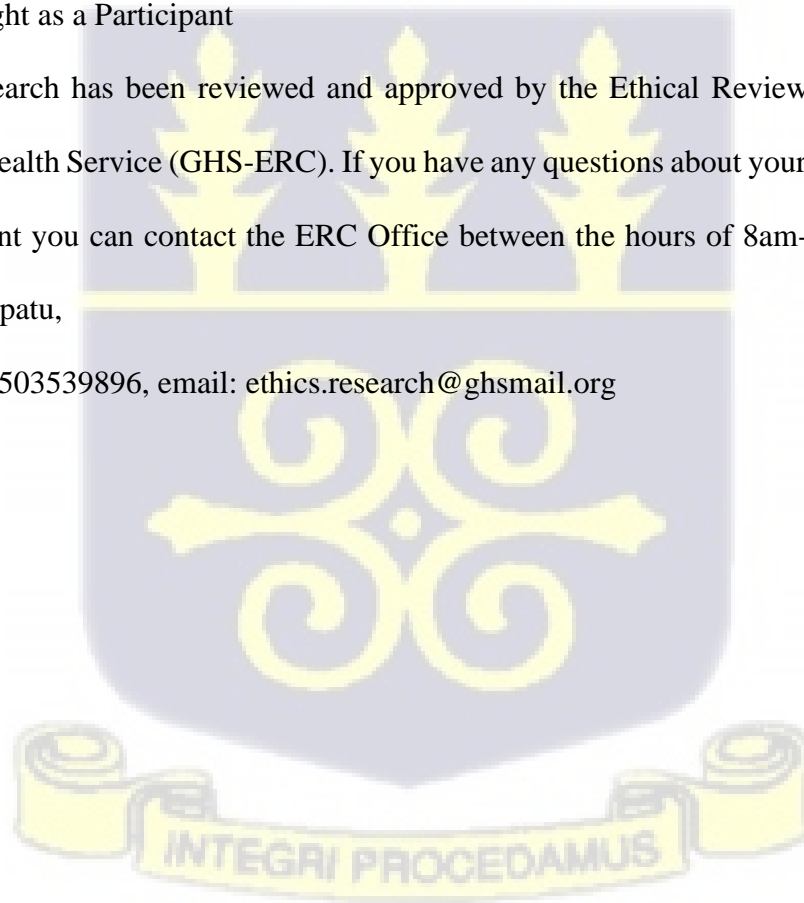 ght as a Participant
earch has been reviewed and approved by the Ethical Review
ealth Service (GHS-ERC). If you have any questions about your
nt you can contact the ERC Office between the hours of 8am-
patu,
503539896, email: ethics.research@ghsmail.org
INTEGRI PROCEDAMUS